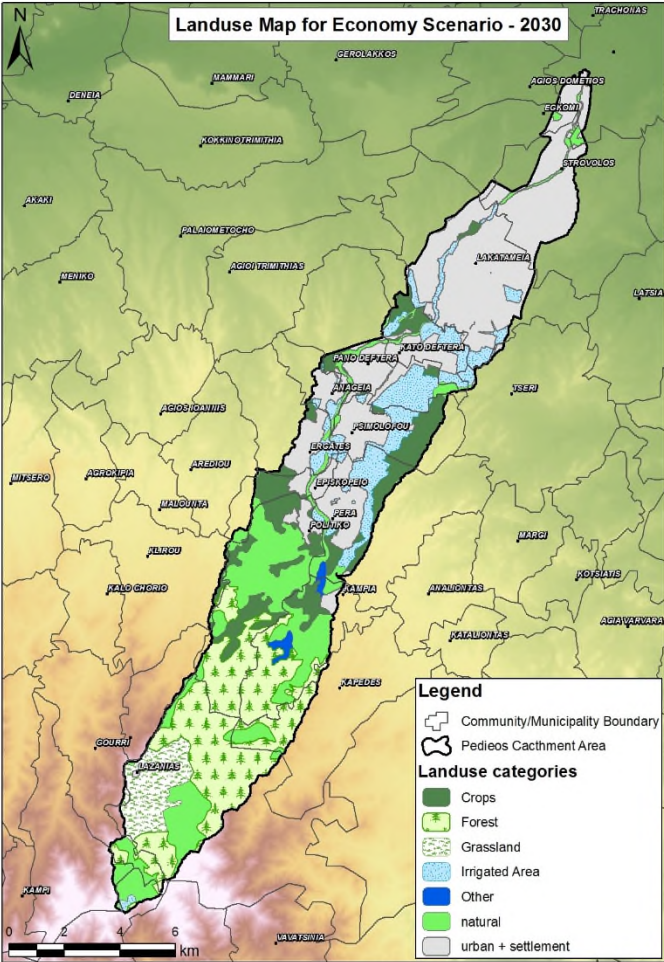 Landuse Map for Economy Scenario - 2030
N
TRACHONAS
GEROLAKKOS
MAMMARI
AGIOS DOMETIOS
DENEIA
EGKOMI
KOKKINOTRIMITHIA
STROVOLOS
AKAKI
PALAIOMETOCHO
LAKATAMEIA
AGIOI TRIMITHIAS
MENIKO
LATSIA
KATO DEFTERA
PANO DEFTERA
ANAGEIA
TSERI
AGIOS IOANNIS
PSIMOLOFOU
ERGATES
AREDIOU
MITSERO
AGROKIPIA
EPISKOPEIO
MALOUNTA
PERA
POLITIKO
MARGI
KLIROU
KOTSIATIS
KALO CHORIO
KAMPIA
ANALIONTAS
AGIA VARVARA
KATALIONTAS
KAPEDES
GOURRI
LAZANIAS
KAMPI
VAVATSINIA
Legend
Community/Municipality Boundary
Pedieos Cacthment Area
Landuse categories
Crops
Forest
Grassland
Irrigated Area
Other
natural
urban + settlement
0 2 4 6
km